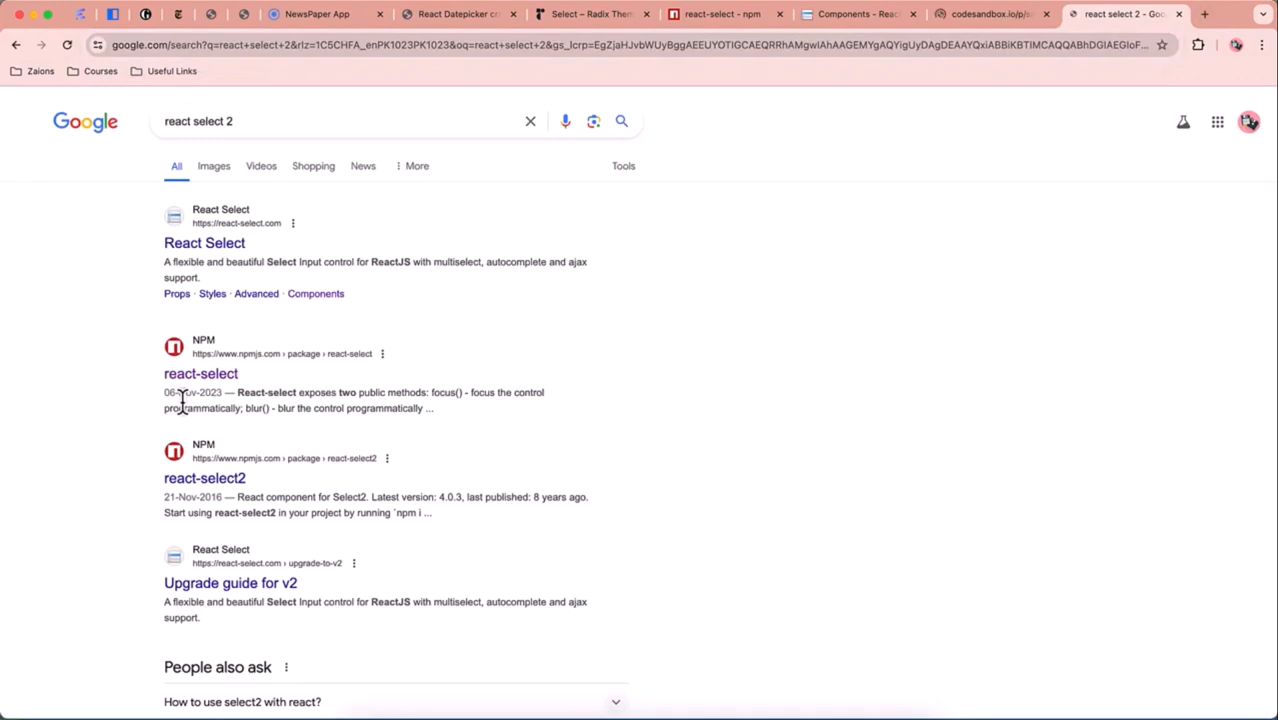 NewsPaper App
React Datepicker cr
Select – Radix Them
react-select - npm
Components - Reac
codesandbox.io/p/s
react select 2 - Goo
google.com/search?q=react+select+2&rlz=1C5CHFA_enPK1023PK1023&oq=react+select+2&gs_lcrp=EgZjaHJvbWUyBggAEEUYOTIGCAEQRRhAMgwIAhAAGEMYgAQYigUyDAgDEAAYQxiABBiKBTIMCAQQABhDGIAEGIoF...
Zaions
Courses
Useful Links
Google
react select 2
All
Images
Videos
Shopping
News
More
Tools
React Select
https://react-select.com
React Select
A flexible and beautiful Select Input control for ReactJS with multiselect, autocomplete and ajax
support.
Props · Styles · Advanced · Components
NPM
https://www.npmjs.com › package › react-select
react-select
06-Nov-2023 — React-select exposes two public methods: focus() - focus the control
programmatically; blur() - blur the control programmatically ...
NPM
https://www.npmjs.com › package › react-select2
react-select2
21-Nov-2016 — React component for Select2. Latest version: 4.0.3, last published: 8 years ago.
Start using react-select2 in your project by running `npm i ...
React Select
https://react-select.com › upgrade-to-v2
Upgrade guide for v2
A flexible and beautiful Select Input control for ReactJS with multiselect, autocomplete and ajax
support.
People also ask
How to use select2 with react?